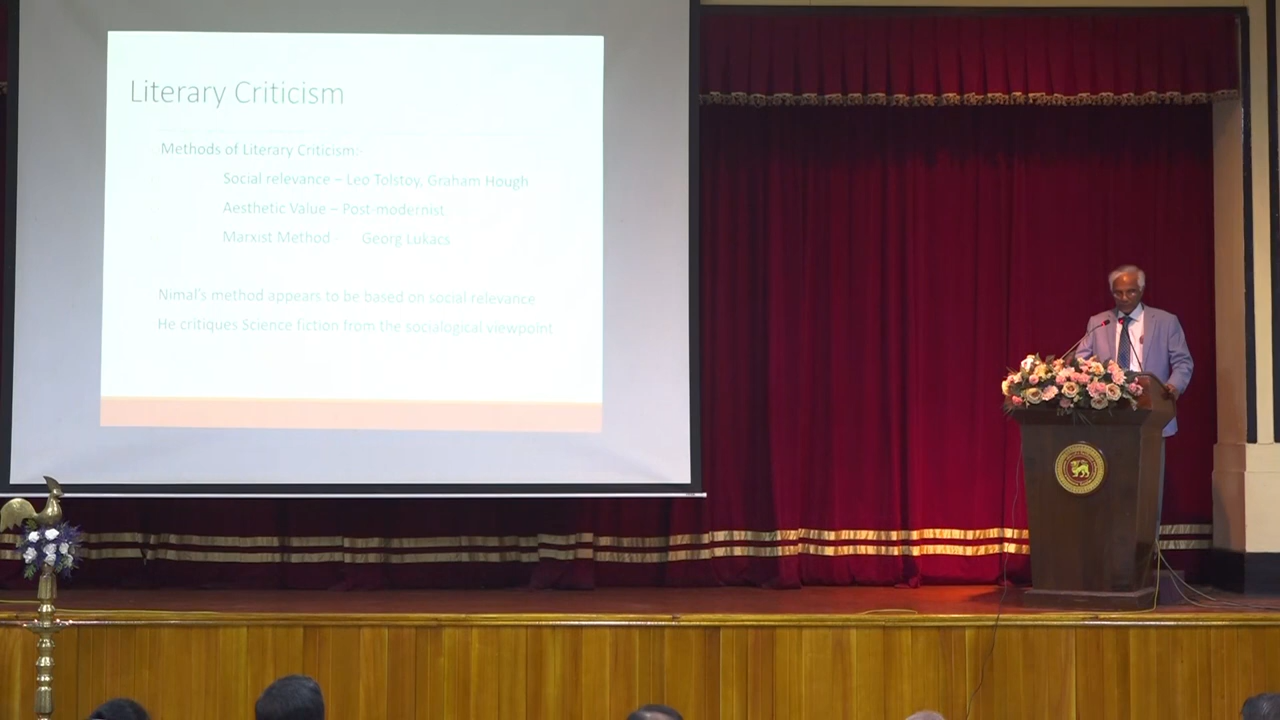 Literary Criticism
Methods of Literary Criticism:-
Social relevance – Leo Tolstoy, Graham Hough
Aesthetic Value – Post-modernist
Marxist Method - Georg Lukacs
Nimal's method appears to be based on social relevance
He critiques Science fiction from the socialogical viewpoint